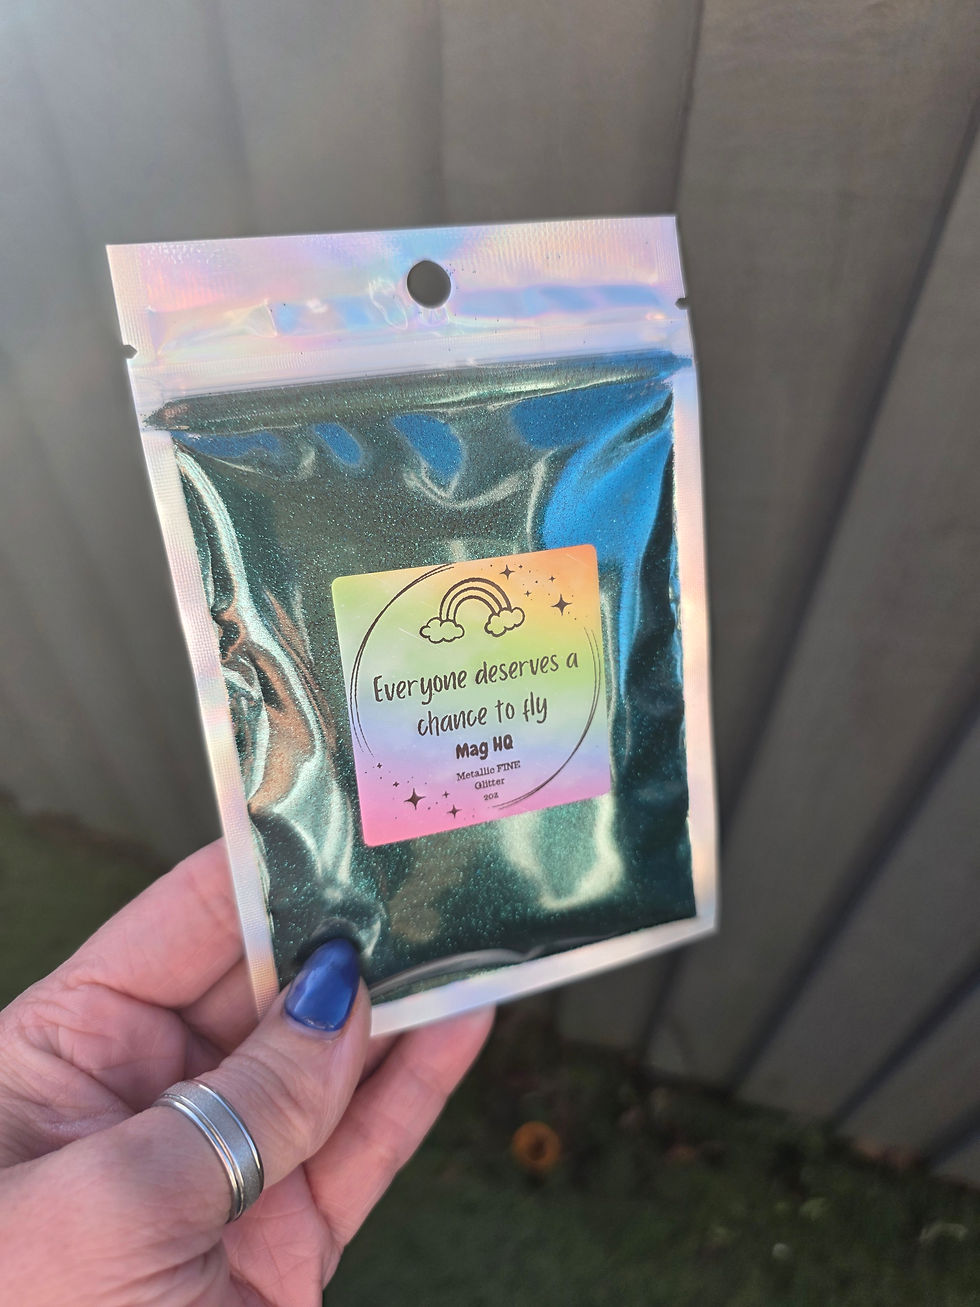 Everyone deserves a
chance to fly
Mag HQ
Metallic FINE
Glitter
2oz